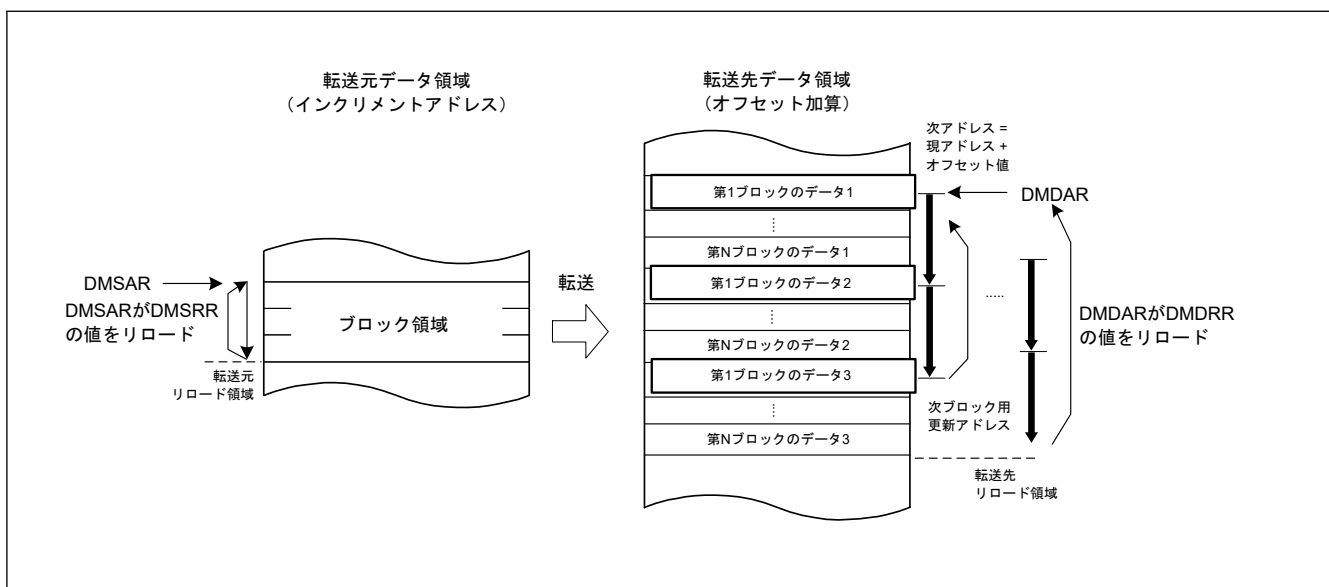 転送元データ領域
（インクリメントアドレス）
DMSAR
DMSARがDMSRR
の値をリロード
転送元
リロード領域
ブロック領域
転送
転送先データ領域
（オフセット加算）
第1ブロックのデータ1
⋮
第Nブロックのデータ1
第1ブロックのデータ2
⋮
第Nブロックのデータ2
第1ブロックのデータ3
⋮
第Nブロックのデータ3
次アドレス =
現アドレス +
オフセット値
DMDAR
.....
DMDARがDMDRR
の値をリロード
次ブロック用
更新アドレス
転送先
リロード領域